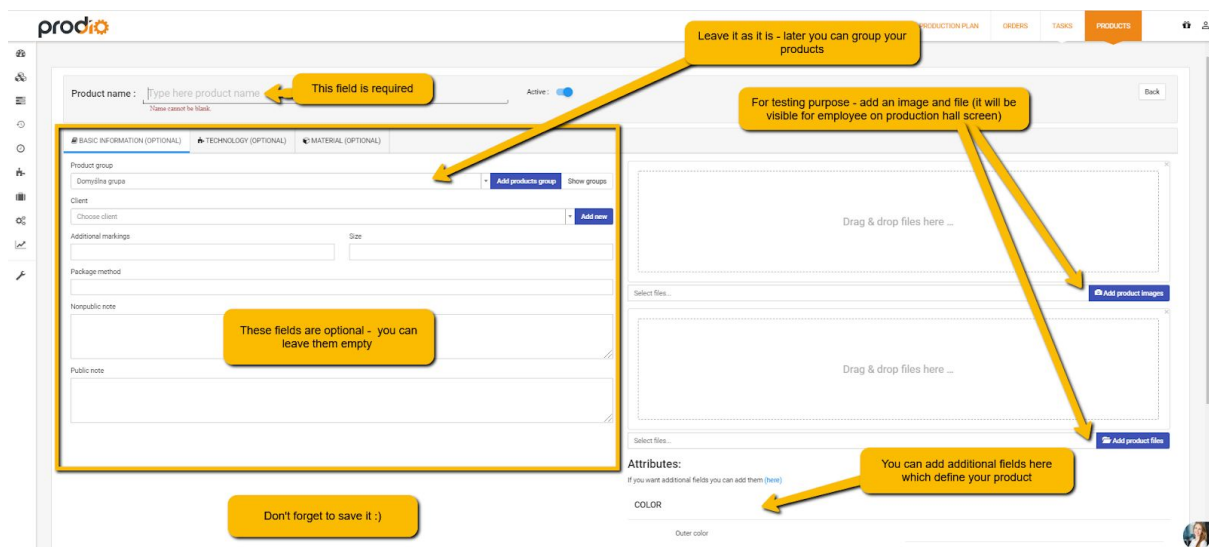 prodio
PRODUCTION PLAN
ORDERS
TASKS
PRODUCTS
Leave it as it is - later you can group your
products
Product name :
Type here product name
Name cannot be blank.
This field is required
Active :
Back
For testing purpose - add an image and file (it will be
visible for employee on production hall screen)
BASIC INFORMATION (OPTIONAL)
TECHNOLOGY (OPTIONAL)
MATERIAL (OPTIONAL)
Product group
Domyślna grupa
Add products group
Show groups
Client
Choose client
Add new
Additional markings
Size
Package method
Nonpublic note
These fields are optional - you can
leave them empty
Public note
Drag & drop files here ...
Select files...
Add product images
Drag & drop files here ...
Select files...
Add product files
Attributes:
If you want additional fields you can add them (here)
You can add additional fields here
which define your product
COLOR
Outer color
Don't forget to save it :)